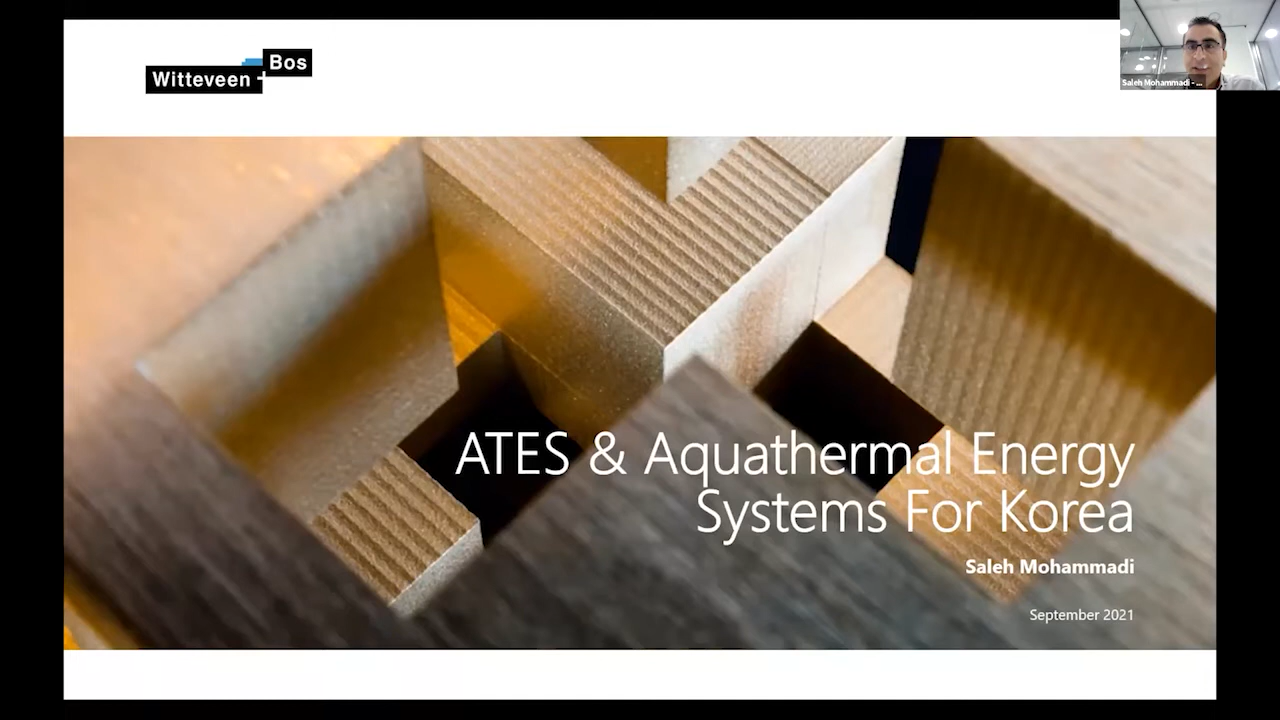 Witteveen + Bos
Saleh Mohammadi - ...
ATES & Aquathermal Energy
Systems For Korea
Saleh Mohammadi
September 2021